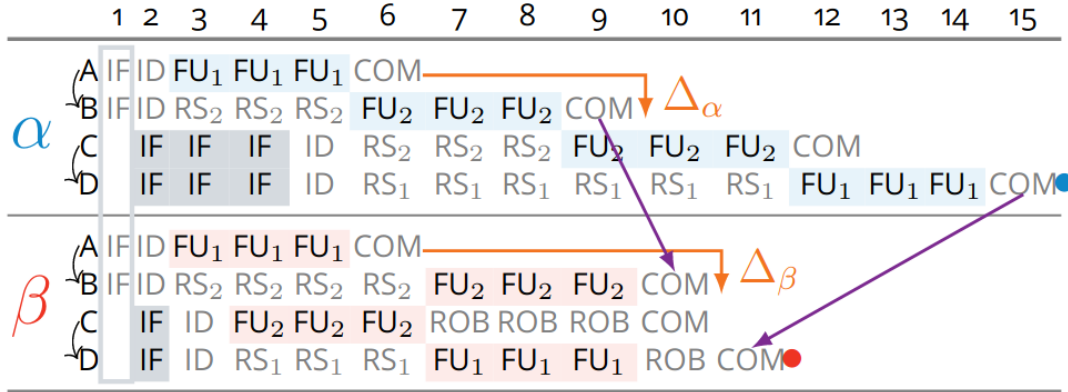 1 2 3 4 5 6 7 8 9 10 11 12 13 14 15
A IF ID FU₁ FU₁ FU₁ COM
B IF ID RS₂ RS₂ RS₂ FU₂ FU₂ FU₂ COM Δα
α
C IF IF IF ID RS₂ RS₂ RS₂ FU₂ FU₂ FU₂ COM
D IF IF IF ID RS₁ RS₁ RS₁ RS₁ RS₁ RS₁ FU₁ FU₁ FU₁ COM
A IF ID FU₁ FU₁ FU₁ COM
B IF ID RS₂ RS₂ RS₂ RS₂ FU₂ FU₂ FU₂ COM Δβ
β
C IF ID FU₂ FU₂ FU₂ ROB ROB ROB COM
D IF ID RS₁ RS₁ RS₁ FU₁ FU₁ FU₁ ROB COM